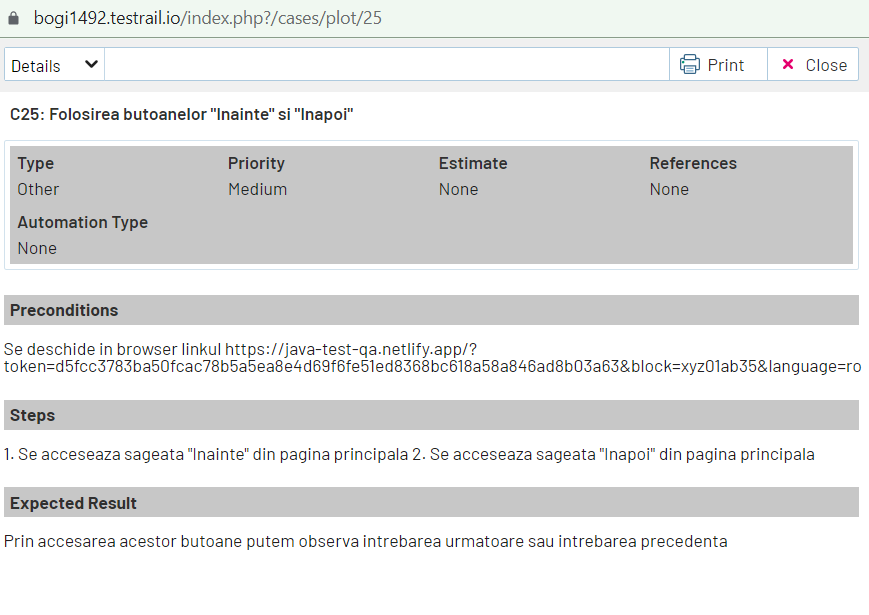 bogi1492.testrail.io/index.php?/cases/plot/25
Details Print Close
C25: Folosirea butoanelor "Inainte" si "Inapoi"
Type Priority Estimate References
Other Medium None None
Automation Type
None
Preconditions
Se deschide in browser linkul https://java-test-qa.netlify.app/?
token=d5fcc3783ba50fcac78b5a5ea8e4d69f6fe51ed8368bc618a58a846ad8b03a63&block=xyz01ab35&language=ro
Steps
1. Se acceseaza sageata "Inainte" din pagina principala 2. Se acceseaza sageata "Inapoi" din pagina principala
Expected Result
Prin accesarea acestor butoane putem observa intrebarea urmatoare sau intrebarea precedenta